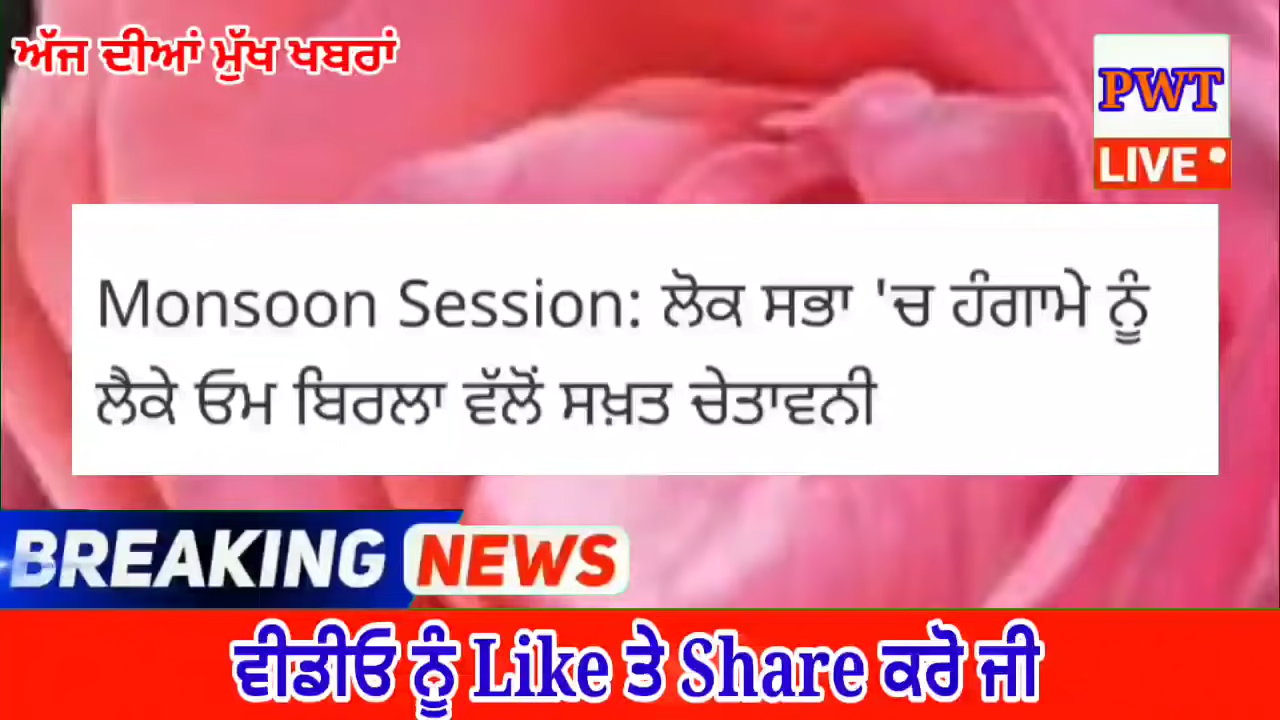 ਅੱਜ ਦੀਆਂ ਮੁੱਖ ਖਬਰਾਂ
PWT
LIVE
Monsoon Session: ਲੋਕ ਸਭਾ 'ਚ ਹੰਗਾਮੇ ਨੂੰ
ਲੈਕੇ ਓਮ ਬਿਰਲਾ ਵੱਲੋਂ ਸਖ਼ਤ ਚੇਤਾਵਨੀ
BREAKING NEWS
ਵੀਡੀਓ ਨੂੰ Like ਤੇ Share ਕਰੋ ਜੀ